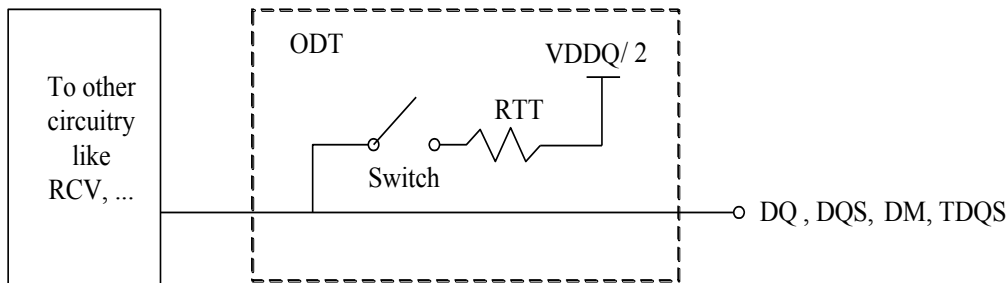 ODT
VDDQ/ 2
To other
circuitry
like
RCV, ...
RTT
Switch
DQ , DQS, DM, TDQS